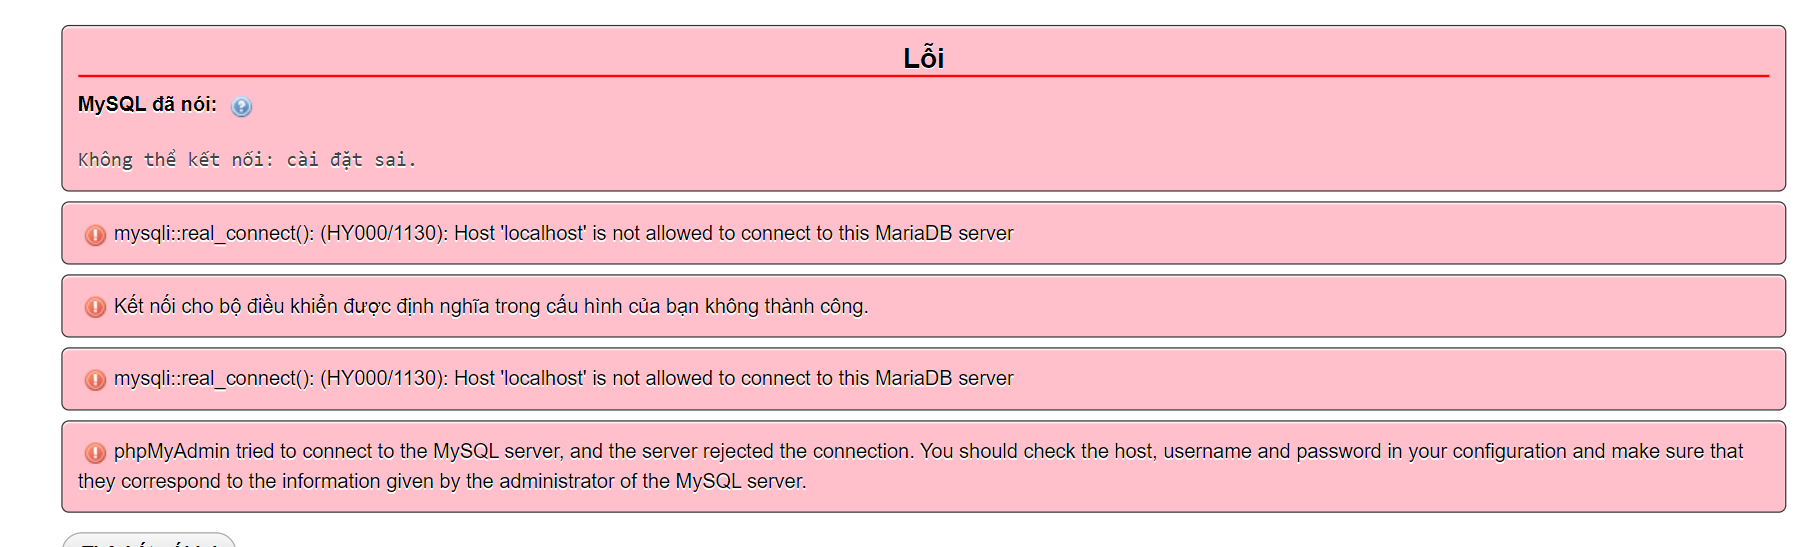 Lỗi
MySQL đã nói:
Không thể kết nối: cài đặt sai.
mysqli::real_connect(): (HY000/1130): Host 'localhost' is not allowed to connect to this MariaDB server
Kết nối cho bộ điều khiển được định nghĩa trong cấu hình của bạn không thành công.
mysqli::real_connect(): (HY000/1130): Host 'localhost' is not allowed to connect to this MariaDB server
phpMyAdmin tried to connect to the MySQL server, and the server rejected the connection. You should check the host, username and password in your configuration and make sure that
they correspond to the information given by the administrator of the MySQL server.